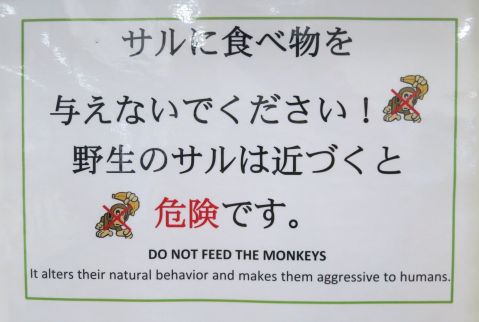 サルに食べ物を
与えないでください！
野生のサルは近づくと
危険です。
DO NOT FEED THE MONKEYS
It alters their natural behavior and makes them aggressive to humans.